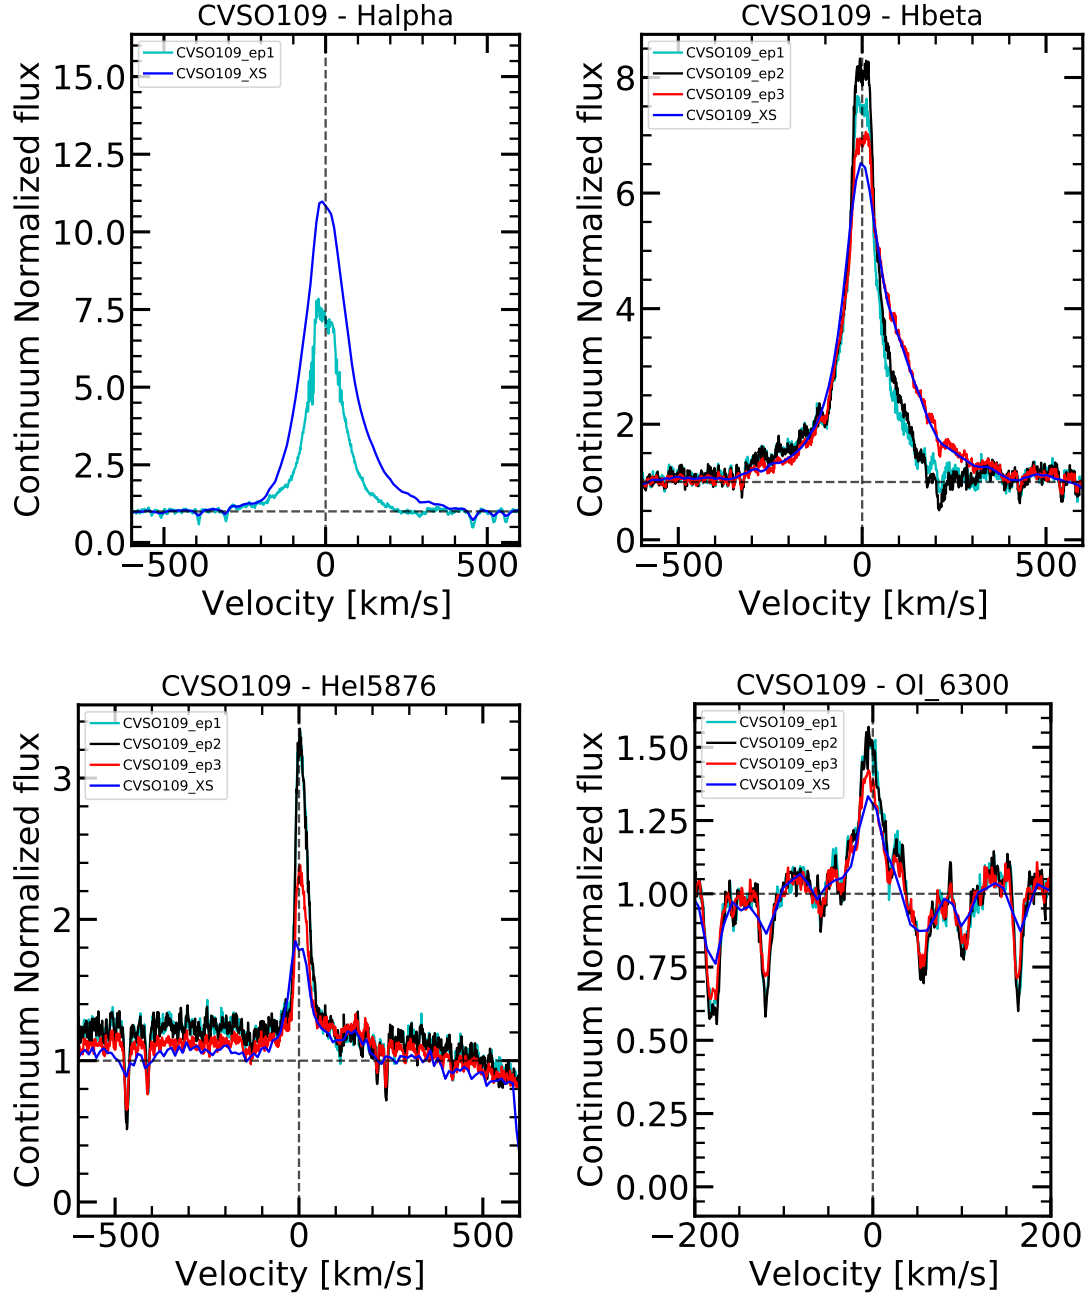 CVSO109 - Halpha
CVSO109_ep1
CVSO109_XS
15.0
12.5
10.0
7.5
5.0
2.5
0.0
−500
0
500
Continuum Normalized flux
Velocity [km/s]
CVSO109 - Hbeta
CVSO109_ep1
CVSO109_ep2
CVSO109_ep3
CVSO109_XS
8
6
4
2
0
−500
0
500
Continuum Normalized flux
Velocity [km/s]
CVSO109 - HeI5876
CVSO109_ep1
CVSO109_ep2
CVSO109_ep3
CVSO109_XS
3
2
1
0
−500
0
500
Continuum Normalized flux
Velocity [km/s]
CVSO109 - OI_6300
CVSO109_ep1
CVSO109_ep2
CVSO109_ep3
CVSO109_XS
1.50
1.25
1.00
0.75
0.50
0.25
0.00
−200
0
200
Continuum Normalized flux
Velocity [km/s]